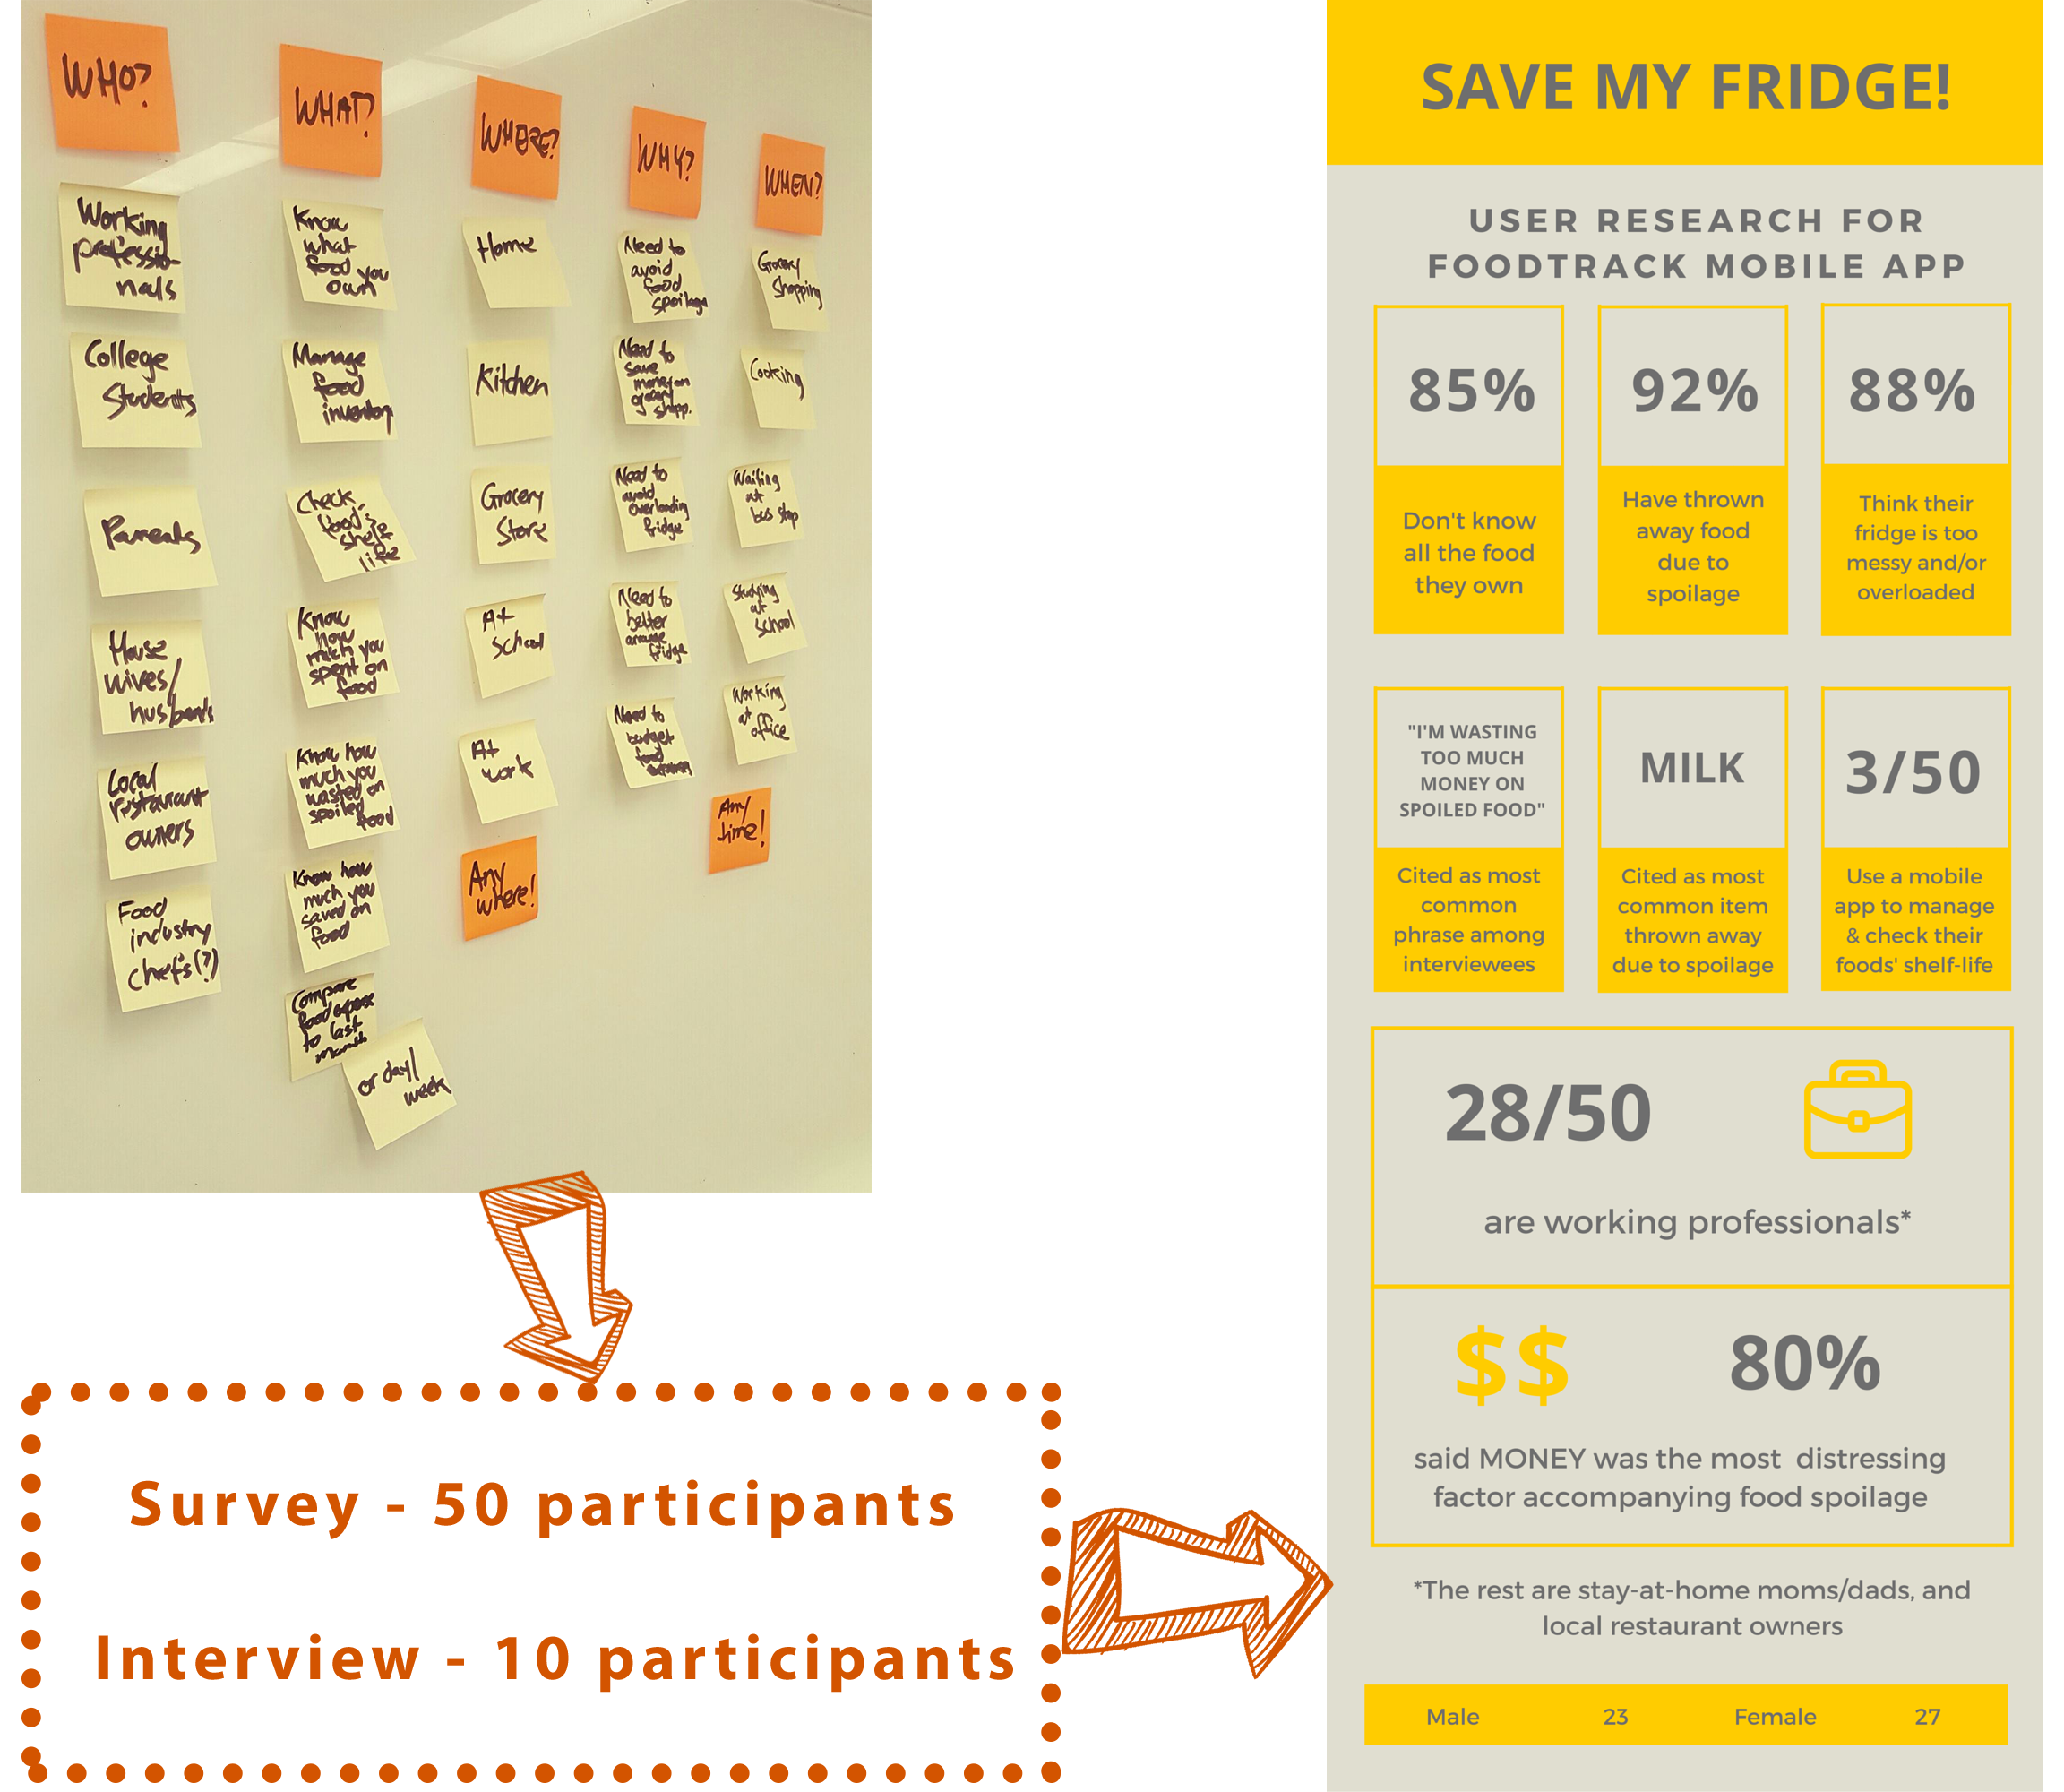 WHO?
Working
professio-
nals
College
Students
Parents
House
wives/
husbands
Local
restaurant
owners
Food
industry
chefs(?)
WHAT?
Know
what
food you
own
Manage
food
inventory
Check
food's
shelf
life
Know
how
much you
spent on
food
Know how
much you
wasted on
spoiled
food
Know how
much you
saved on
food
Compare
food expense
to last
month
or day/
week
WHERE?
Home
Kitchen
Grocery
Store
At
school
At
work
Any
where!
WHY?
Need to
avoid
food
spoilage
Need to
save
money on
grocery
shopp.
Need to
avoid
overloading
fridge
Need to
better
arrange
fridge
Need to
budget
food
WHEN?
Grocery
Shopping
Cooking
Waiting
at
bus stop
Studying
at
school
Working
at
office
Any
time!
Survey - 50 participants
Interview - 10 participants
SAVE MY FRIDGE!
USER RESEARCH FOR
FOODTRACK MOBILE APP
85%
Don't know
all the food
they own
92%
Have thrown
away food
due to
spoilage
88%
Think their
fridge is too
messy and/or
overloaded
"I'M WASTING
TOO MUCH
MONEY ON
SPOILED FOOD"
Cited as most
common
phrase among
interviewees
MILK
Cited as most
common item
thrown away
due to spoilage
3/50
Use a mobile
app to manage
& check their
foods' shelf-life
28/50
are working professionals*
$$ 80%
said MONEY was the most distressing
factor accompanying food spoilage
*The rest are stay-at-home moms/dads, and
local restaurant owners
Male 23 Female 27